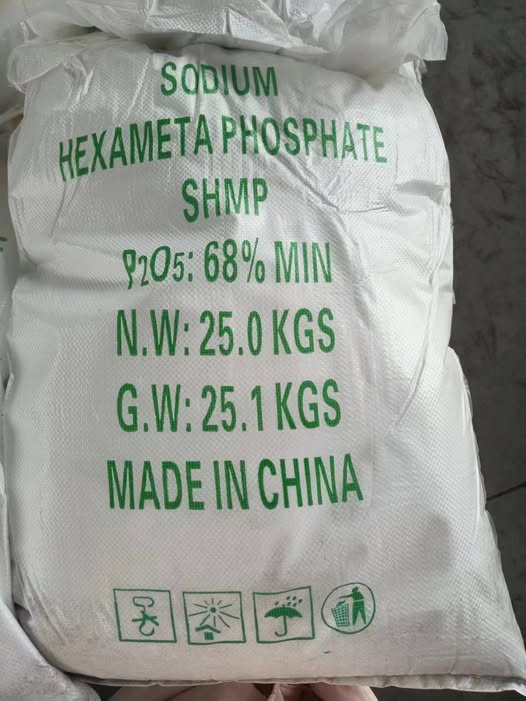 SODIUM
HEXAMETA PHOSPHATE
SHMP
P2O5: 68% MIN
N.W: 25.0 KGS
G.W: 25.1 KGS
MADE IN CHINA